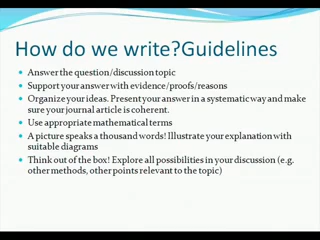 How do we write?Guidelines
Answer the question/discussion topic
Support your answer with evidence/proofs/reasons
Organize your ideas. Present your answer in a systematic way and make
sure your journal article is coherent.
Use appropriate mathematical terms
A picture speaks a thousand words! Illustrate your explanation with
suitable diagrams
Think out of the box! Explore all possibilities in your discussion (e.g.
other methods, other points relevant to the topic)